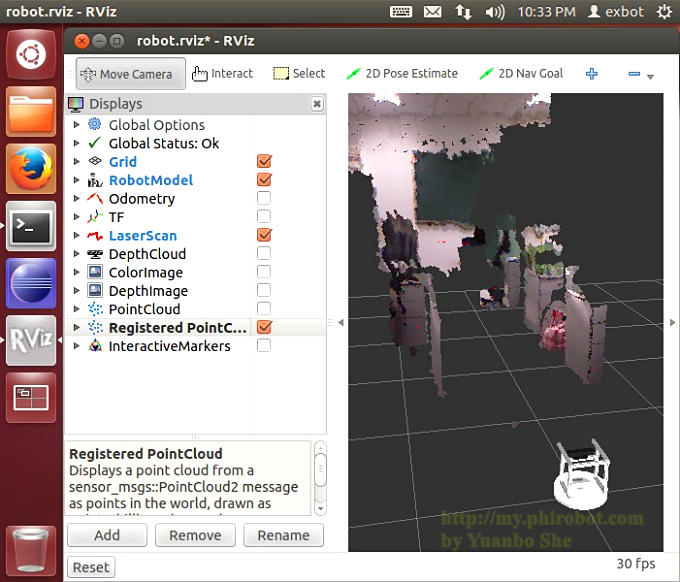 robot.rviz* - RViz
10:33 PM
exbot
robot.rviz* - RViz
Move Camera
Interact
Select
2D Pose Estimate
2D Nav Goal
Displays
Global Options
Global Status: Ok
Grid
RobotModel
Odometry
TF
LaserScan
DepthCloud
ColorImage
DepthImage
PointCloud
Registered PointC...
InteractiveMarkers
RViz
Registered PointCloud
Displays a point cloud from a
sensor_msgs::PointCloud2 message
as points in the world, drawn as
Add
Remove
Rename
Reset
http://my.phirobot.com
by Yuanbo She
30 fps